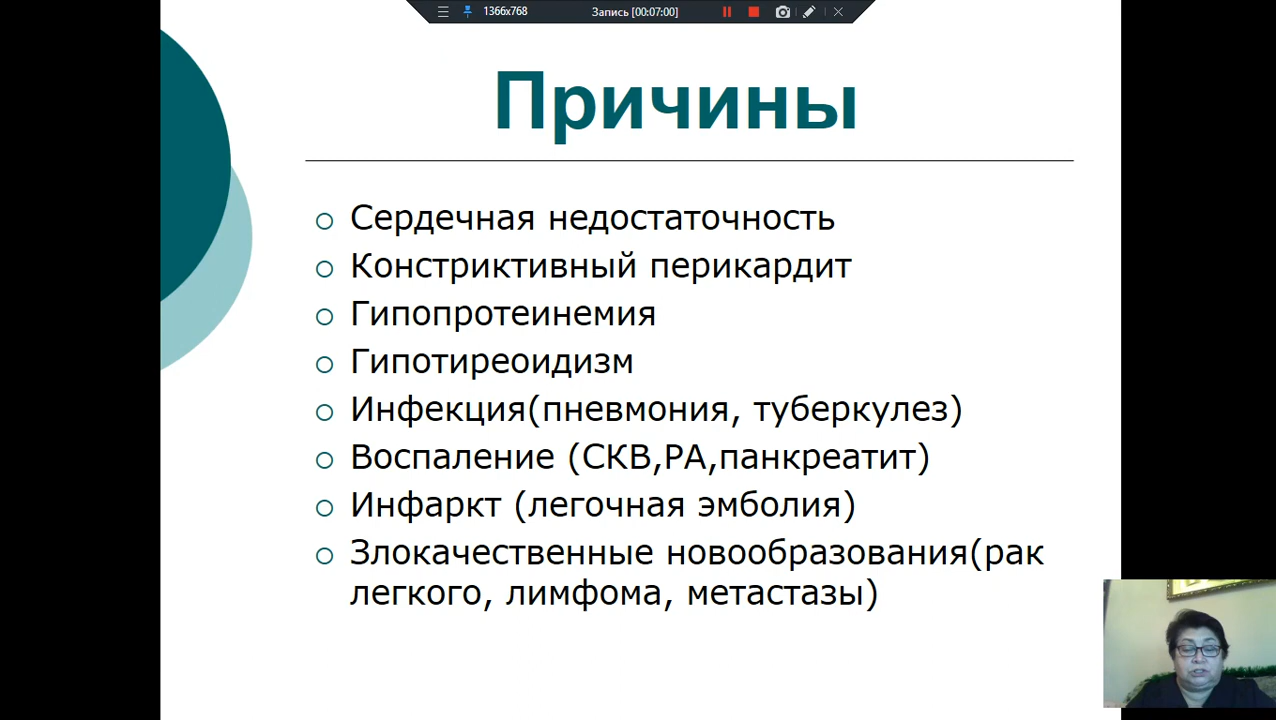 1366x768 Запись [00:07:00]
Причины
Сердечная недостаточность
Констриктивный перикардит
Гипопротеинемия
Гипотиреоидизм
Инфекция(пневмония, туберкулез)
Воспаление (СКВ,РА,панкреатит)
Инфаркт (легочная эмболия)
Злокачественные новообразования(рак
легкого, лимфома, метастазы)